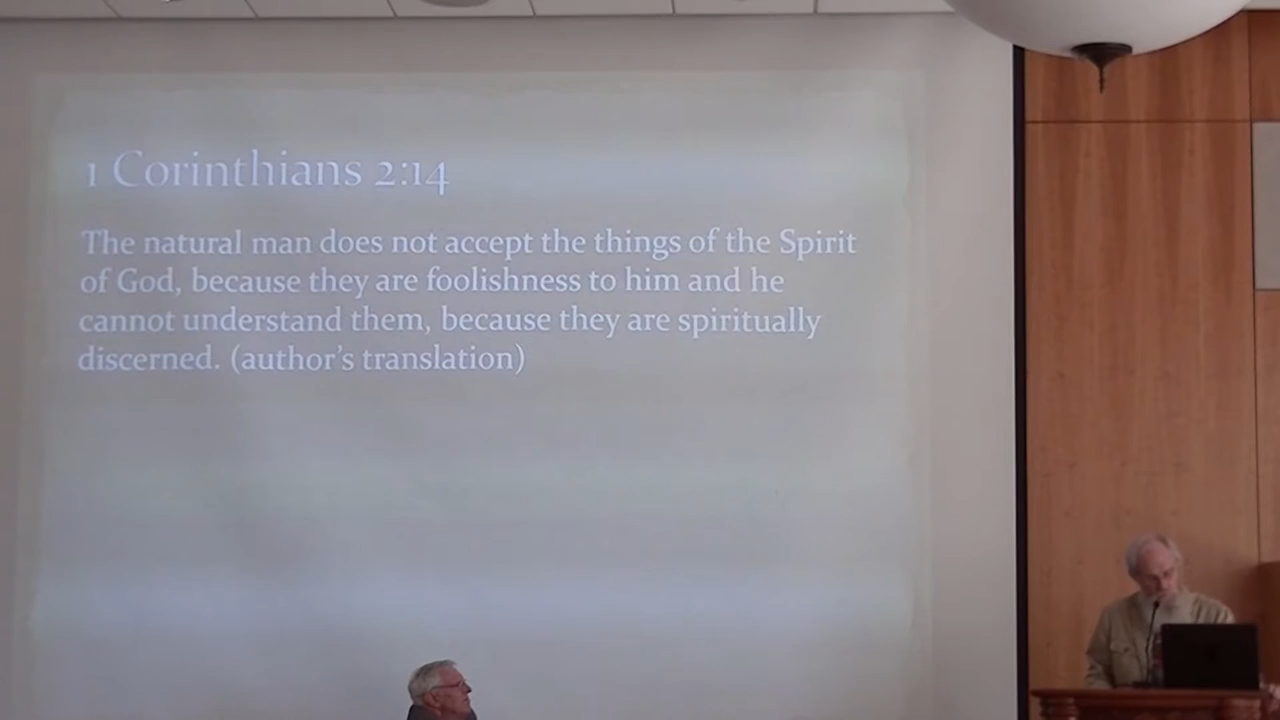 1 Corinthians 2:14
The natural man does not accept the things of the Spirit
of God, because they are foolishness to him and he
cannot understand them, because they are spiritually
discerned. (author's translation)